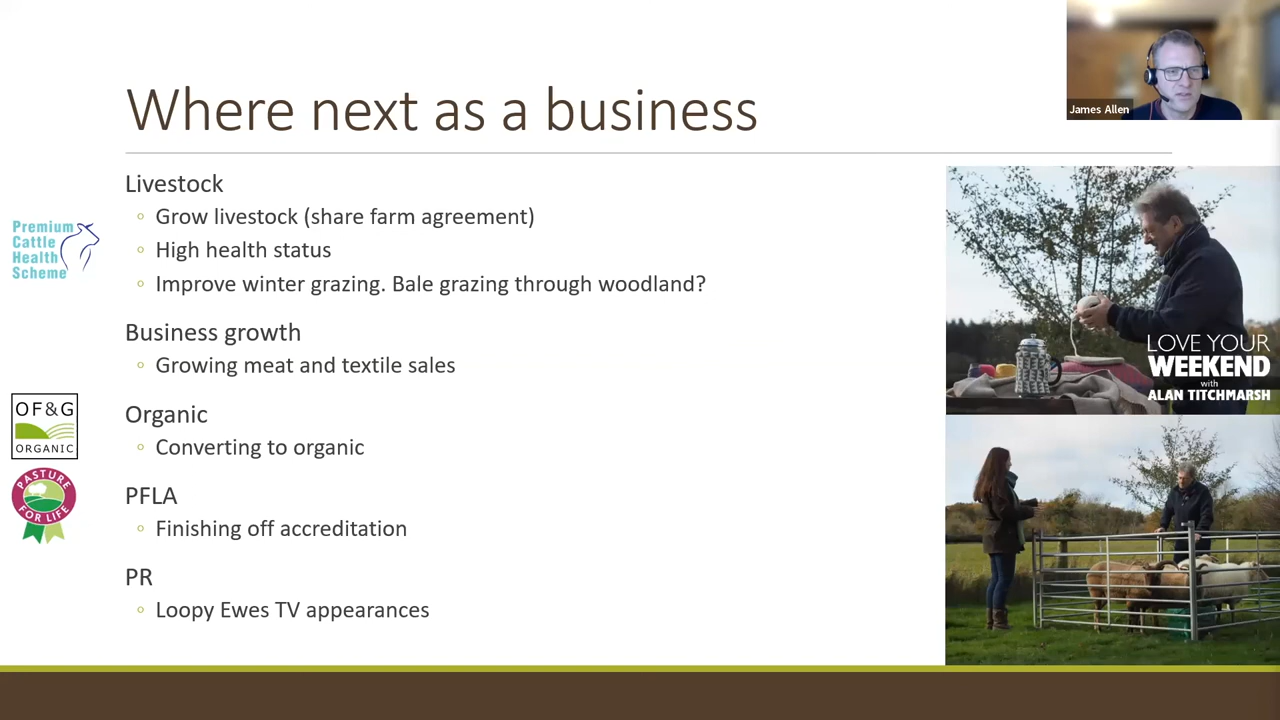 James Allen
Where next as a business
Livestock
Grow livestock (share farm agreement)
High health status
Improve winter grazing. Bale grazing through woodland?
Business growth
Growing meat and textile sales
Organic
Converting to organic
PFLA
Finishing off accreditation
PR
Loopy Ewes TV appearances
Premium
Cattle
Health
Scheme
OF&G
ORGANIC
PASTURE
FOR LIFE
LOVE YOUR
WEEKEND
with
ALAN TITCHMARSH